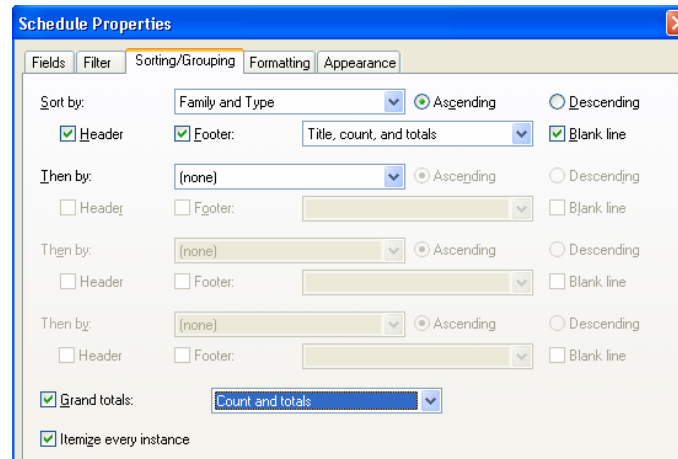 Schedule Properties
Fields Filter Sorting/Grouping Formatting Appearance
Sort by: Family and Type Ascending Descending
Header Footer: Title, count, and totals Blank line
Then by: (none) Ascending Descending
Header Footer: Blank line
Then by: (none) Ascending Descending
Header Footer: Blank line
Then by: (none) Ascending Descending
Header Footer: Blank line
Grand totals: Count and totals
Itemize every instance